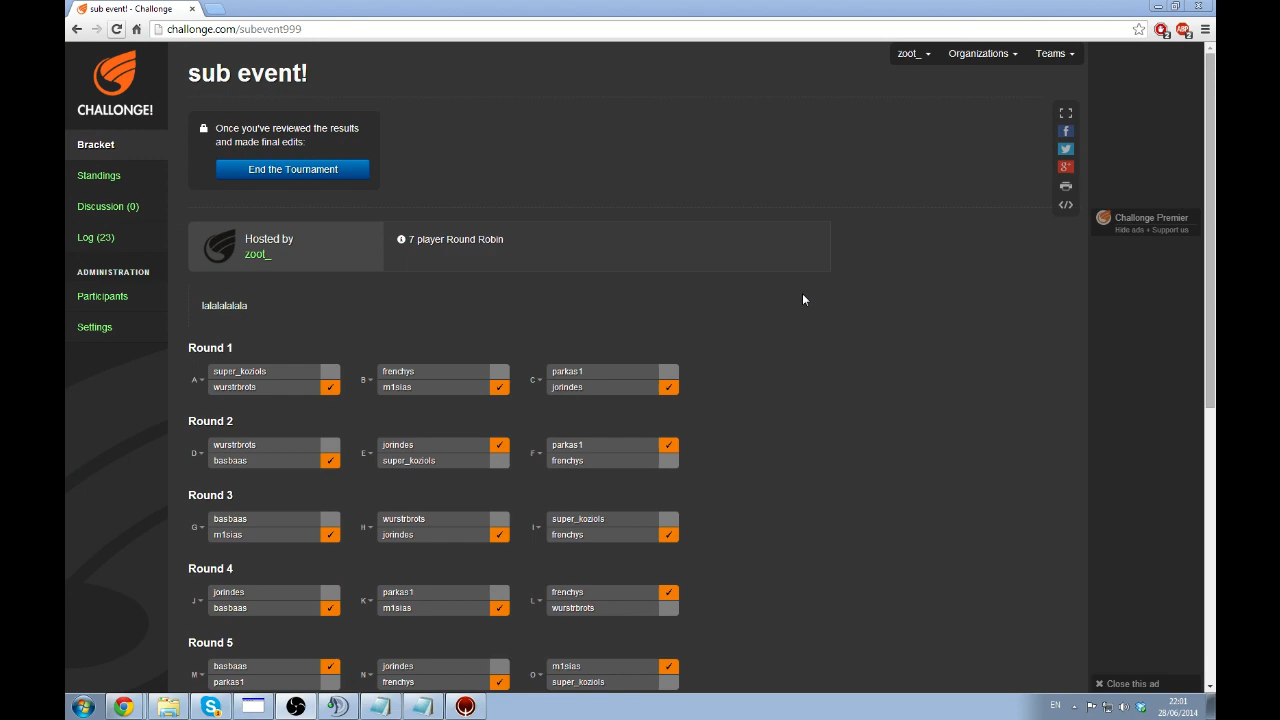 sub event! - Challonge
challonge.com/subevent999
2
2
CHALLONGE!
Bracket
Standings
Discussion (0)
Log (23)
ADMINISTRATION
Participants
Settings
zoot_
Organizations
Teams
sub event!
Once you've reviewed the results
and made final edits:
End the Tournament
Hosted by
zoot_
7 player Round Robin
Challonge Premier
Hide ads + Support us
lalalalalala
Round 1
A
super_koziols
wurstrbrots
B
frenchys
m1sias
C
parkas1
jorindes
Round 2
D
wurstrbrots
basbaas
E
jorindes
super_koziols
F
parkas1
frenchys
Round 3
G
basbaas
m1sias
H
wurstrbrots
jorindes
I
super_koziols
frenchys
Round 4
J
jorindes
basbaas
K
parkas1
m1sias
L
frenchys
wurstrbrots
Round 5
M
basbaas
parkas1
N
jorindes
frenchys
O
m1sias
super_koziols
Close this ad
EN
22:01
28/06/2014